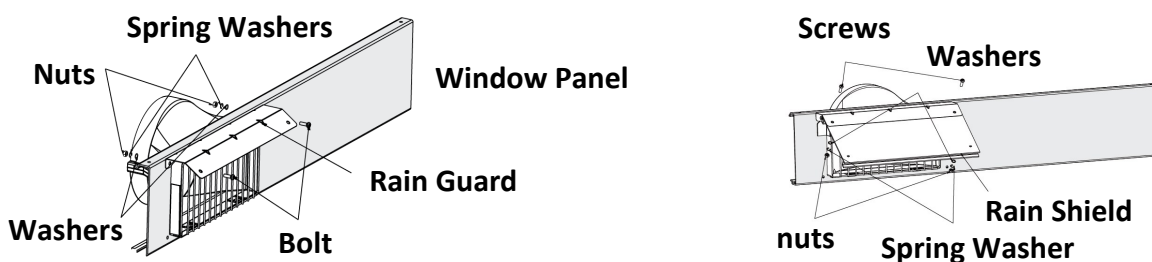 Spring Washers
Nuts
Window Panel
Rain Guard
Washers
Bolt
Screws
Washers
Rain Shield
nuts
Spring Washer